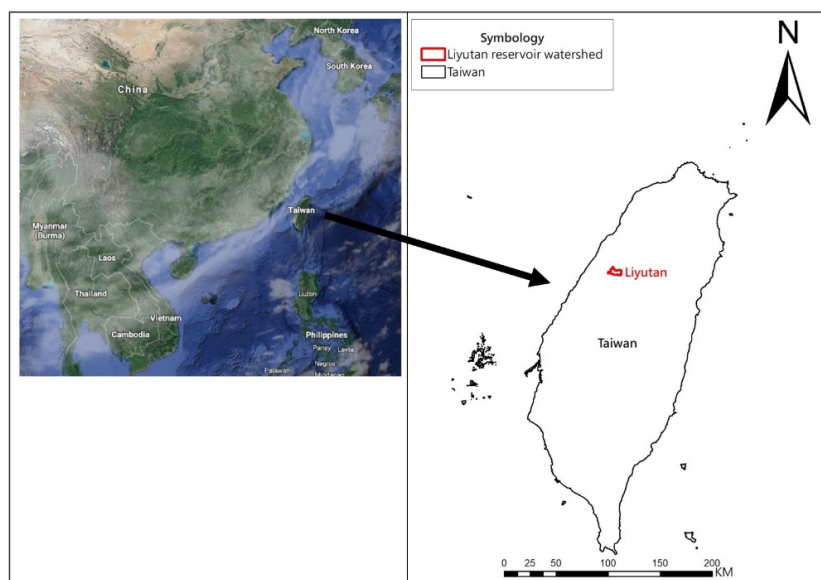 North Korea
South Korea
China
Taiwan
Myanmar
(Burma)
Laos
Thailand
Vietnam
Cambodia
Luzon
Philippines
Panay
Leyte
Negros
Palawan
Mindanao
Symbology
Liyutan reservoir watershed
Taiwan
N
Liyutan
Taiwan
0 25 50 100 150 200
KM